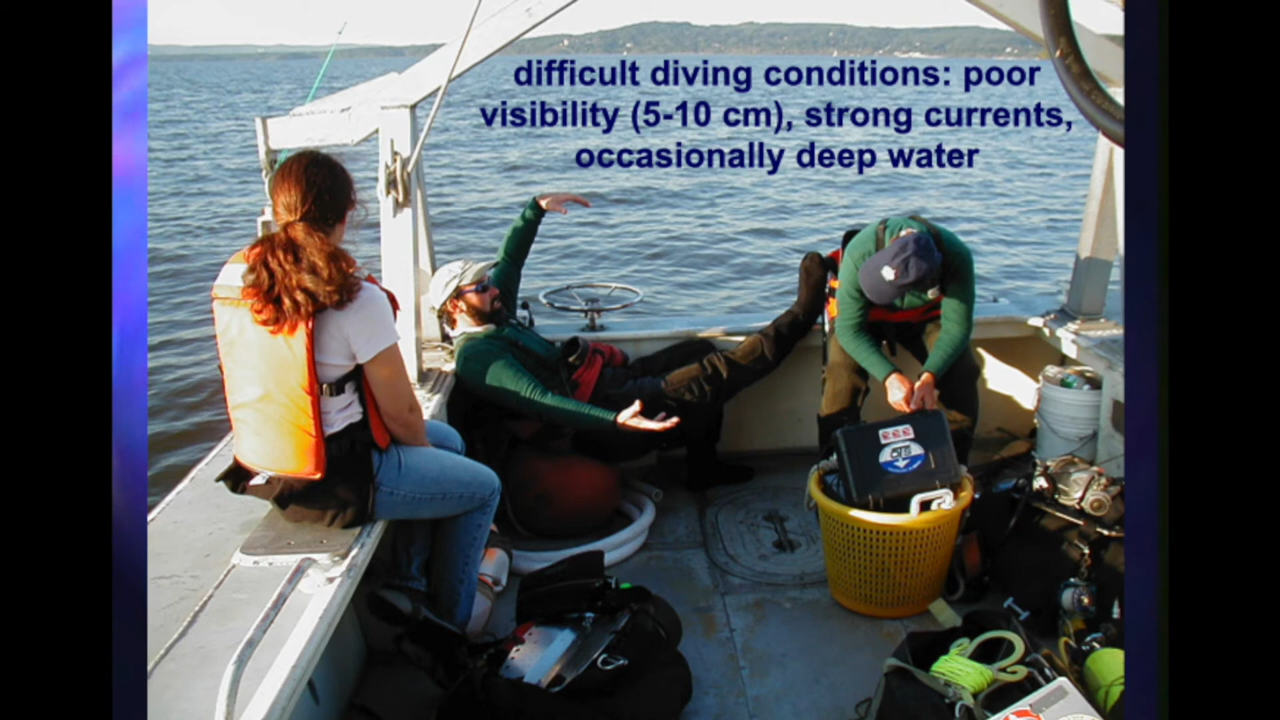 difficult diving conditions: poor
visibility (5-10 cm), strong currents,
occasionally deep water